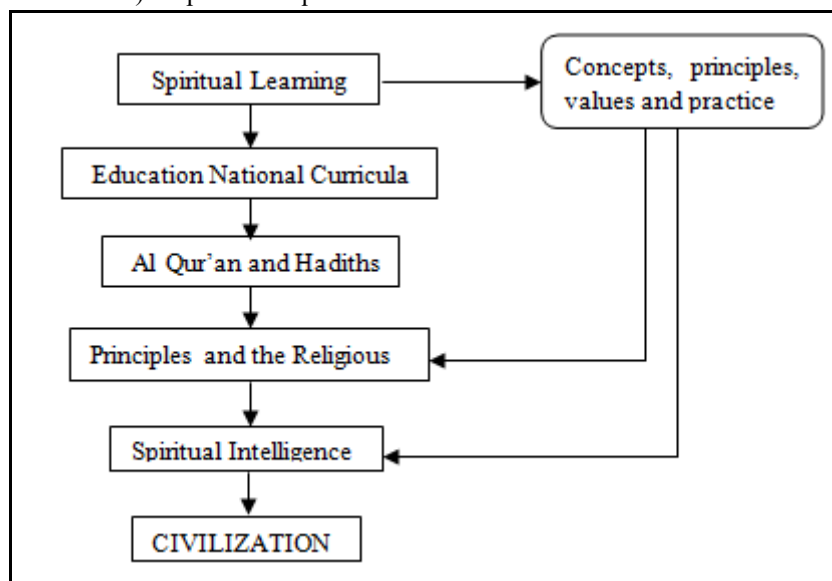 Spiritual Learning
Concepts, principles,
values and practice
Education National Curricula
Al Qur'an and Hadiths
Principles and the Religious
Spiritual Intelligence
CIVILIZATION